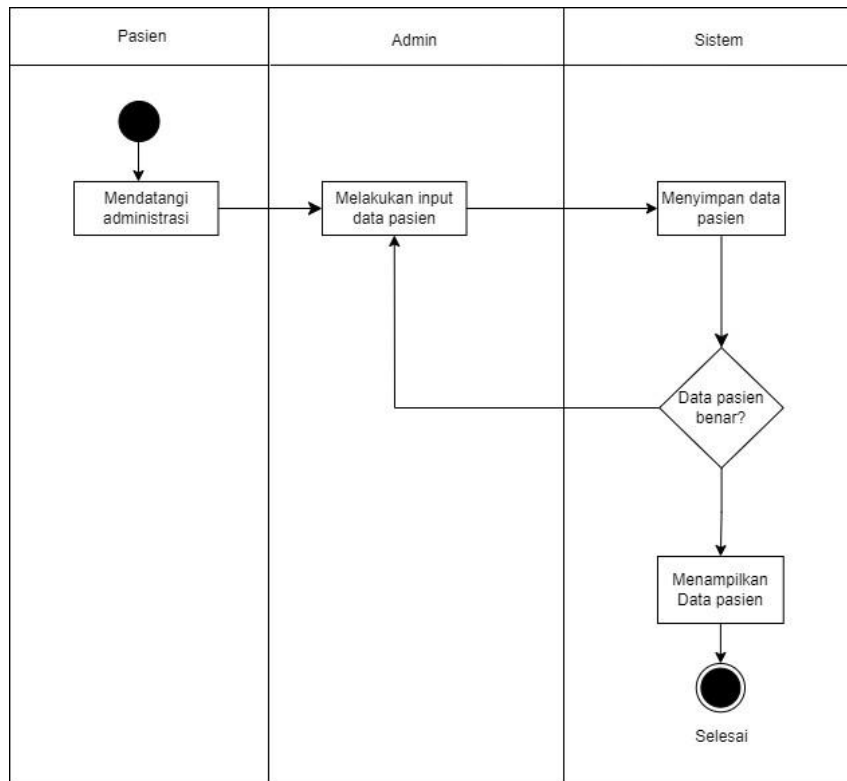 Pasien
Admin
Sistem
Mendatangi
administrasi
Melakukan input
data pasien
Menyimpan data
pasien
Data pasien
benar?
Menampilkan
Data pasien
Selesai